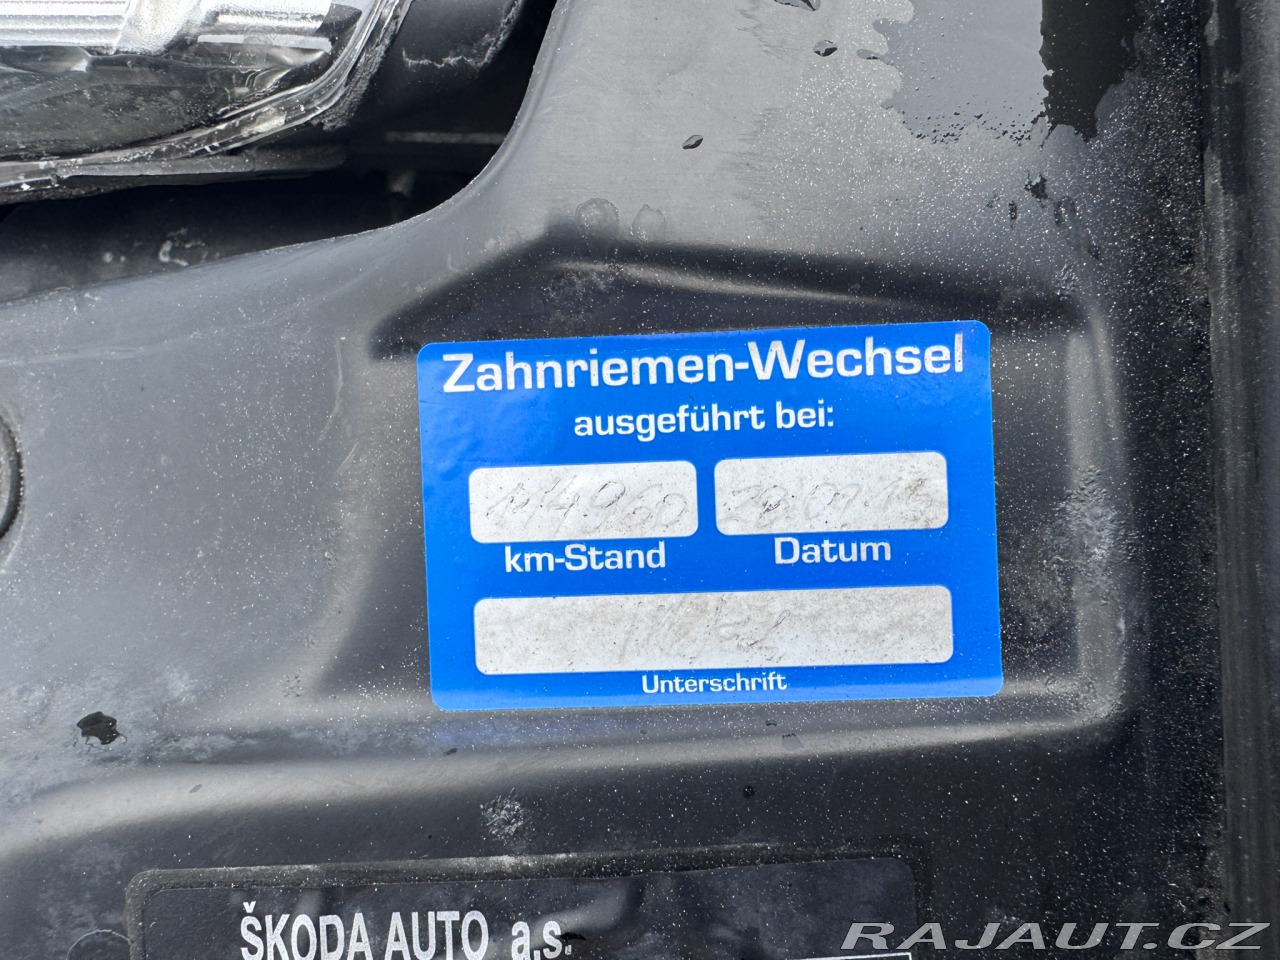 Zahnriemen-Wechsel
ausgeführt bei:
km-Stand
Datum
Unterschrift
ŠKODA AUTO a.s.
RAJAUT.CZ